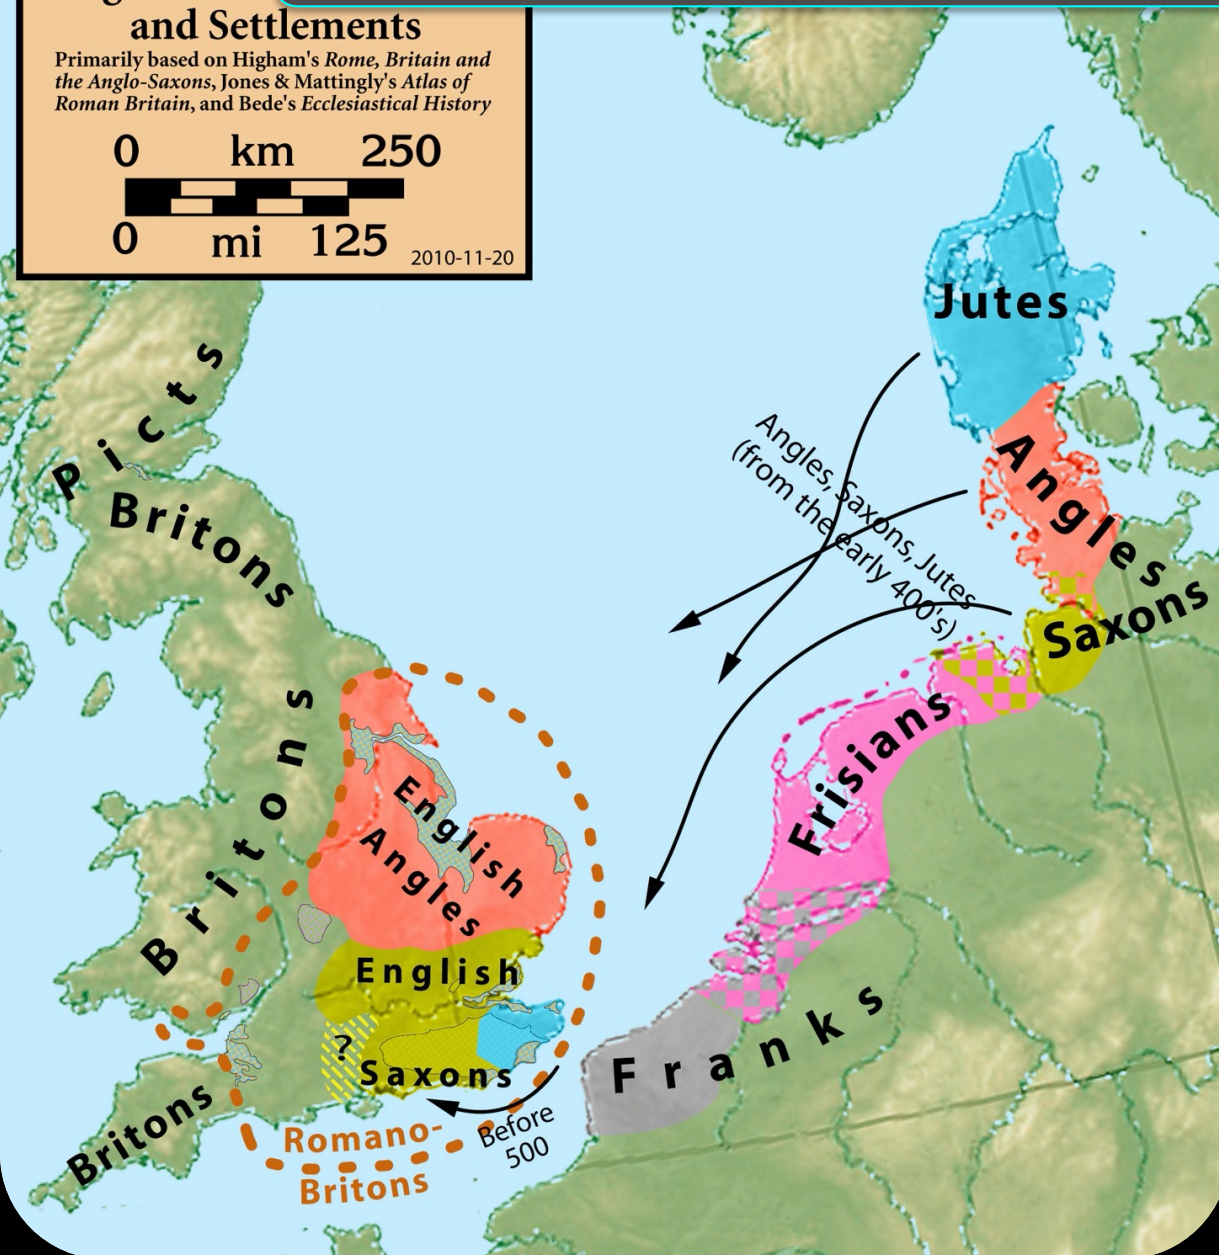 and Settlements
Primarily based on Higham's Rome, Britain and
the Anglo-Saxons, Jones & Mattingly's Atlas of
Roman Britain, and Bede's Ecclesiastical History
0 km 250
0 mi 125
2010-11-20
Jutes
Picts
Britons
Angles, Saxons, Jutes
(from the early 400's)
Angles
Saxons
Frisians
Britons
English
Angles
English
?
Saxons
Franks
Britons
Before
500
Romano-
Britons